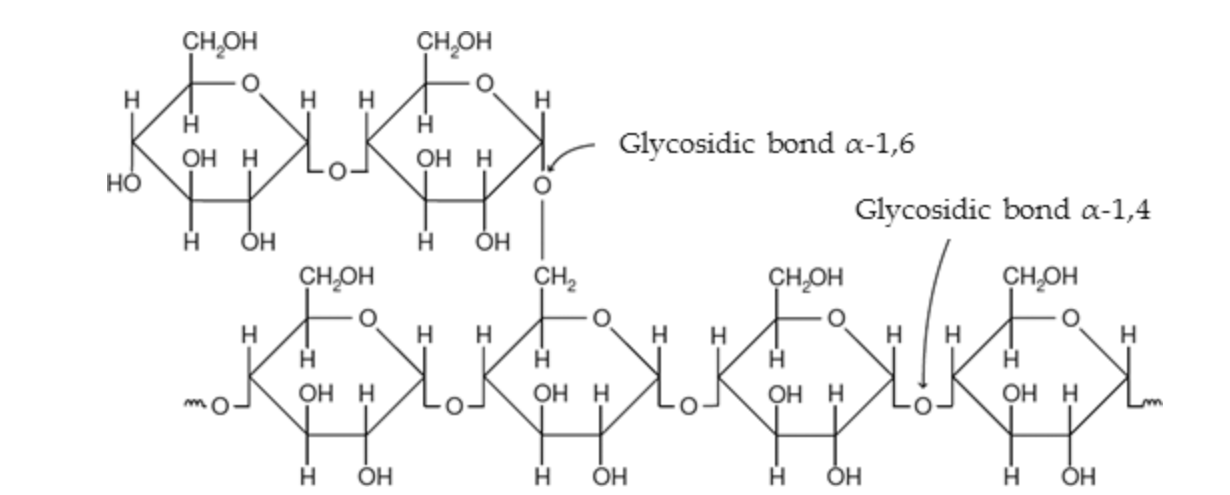 CH2OH CH2OH
O O
H H H H
H H
Glycosidic bond α-1,6
OH H OH H
O
HO O
Glycosidic bond α-1,4
H OH H OH
CH2OH CH2 CH2OH CH2OH
O O O O
H H H H H H H H
H H H H
OH H OH H OH H OH H
O O O O
H OH H OH H OH H OH